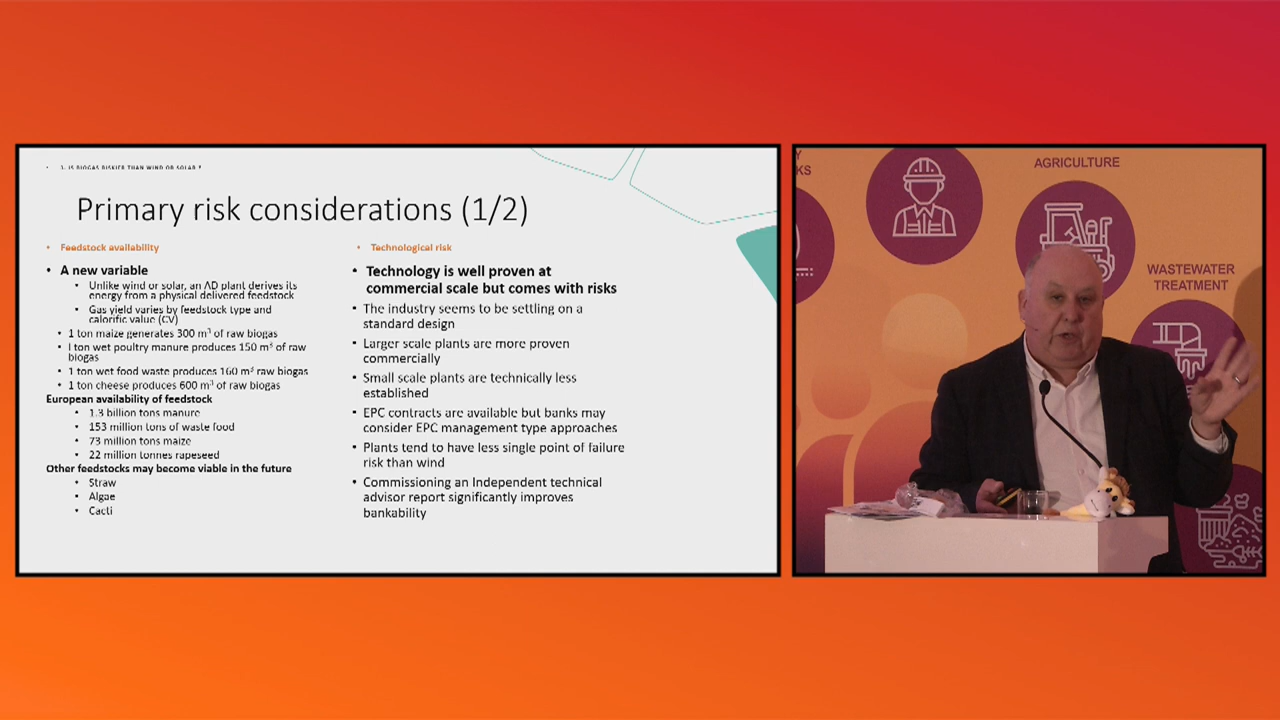 • 1. IS BIOGAS RISKIER THAN WIND OR SOLAR ?
Primary risk considerations (1/2)
• Feedstock availability
• A new variable
• Unlike wind or solar, an AD plant derives its
energy from a physical delivered feedstock
• Gas yield varies by feedstock type and
calorific value (CV)
• 1 ton maize generates 300 m³ of raw biogas
• I ton wet poultry manure produces 150 m³ of raw
biogas
• 1 ton wet food waste produces 160 m³ raw biogas
• 1 ton cheese produces 600 m³ of raw biogas
European availability of feedstock
• 1.3 billion tons manure
• 153 million tons of waste food
• 73 million tons maize
• 22 million tonnes rapeseed
Other feedstocks may become viable in the future
• Straw
• Algae
• Cacti
• Technological risk
• Technology is well proven at
commercial scale but comes with risks
• The industry seems to be settling on a
standard design
• Larger scale plants are more proven
commercially
• Small scale plants are technically less
established
• EPC contracts are available but banks may
consider EPC management type approaches
• Plants tend to have less single point of failure
risk than wind
• Commissioning an Independent technical
advisor report significantly improves
bankability
Y
KS
AGRICULTURE
WASTEWATER
TREATMENT